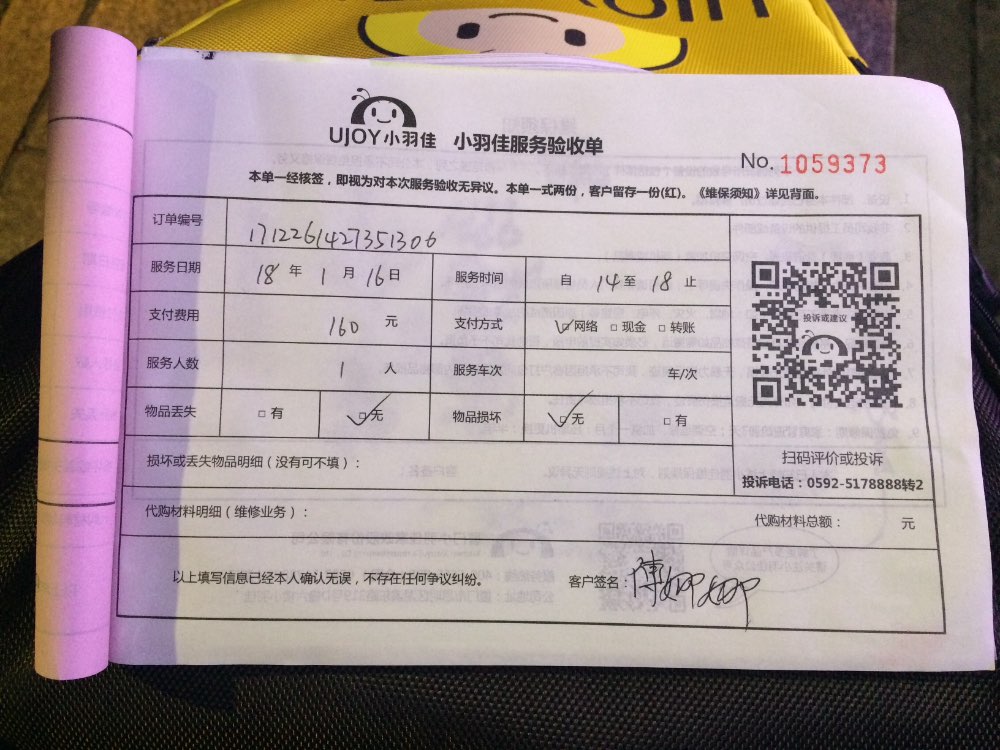 UJOY小羽佳 小羽佳服务验收单
No. 1059373
本单一经核签，即视为对本次服务验收无异议。本单一式两份，客户留存一份(红)。《维保须知》详见背面。
订单编号 1712261427351306
服务日期 18 年 1 月 16 日 服务时间 自 14 至 18 止
支付费用 160 元 支付方式 ☑网络 □现金 □转账
投诉或建议
服务人数 1 人 服务车次 车/次
物品丢失 □有 ☑无 物品损坏 ☑无 □有
扫码评价或投诉
投诉电话：0592-5178888转2
损坏或丢失物品明细（没有可不填）：
代购材料明细（维修业务）： 代购材料总额： 元
以上填写信息已经本人确认无误，不存在任何争议纠纷。 客户签名：